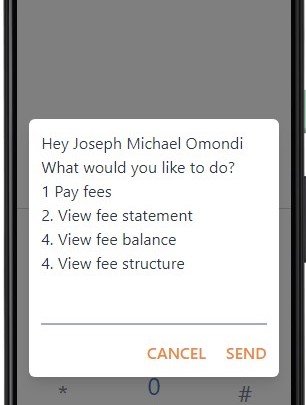 Hey Joseph Michael Omondi
What would you like to do?
1 Pay fees
2. View fee statement
4. View fee balance
4. View fee structure
CANCEL SEND
* 0 #